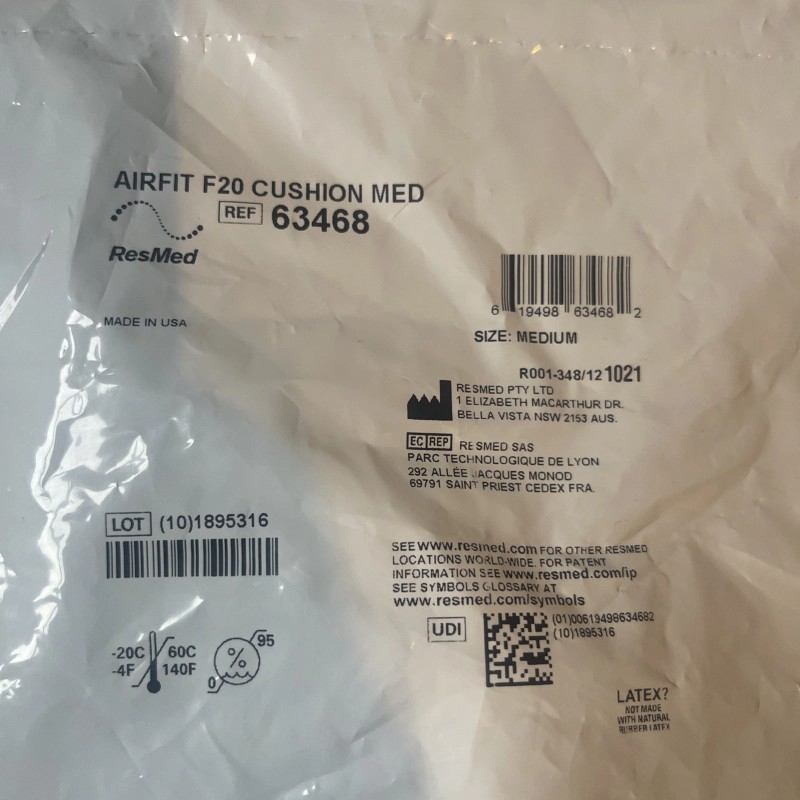 AIRFIT F20 CUSHION MED
REF 63468
ResMed
MADE IN USA
6 19498 63468 2
SIZE: MEDIUM
R001-348/12 1021
RESMED PTY LTD
1 ELIZABETH MACARTHUR DR.
BELLA VISTA NSW 2153 AUS.
EC REP RESMED SAS
PARC TECHNOLOGIQUE DE LYON
292 ALLÉE JACQUES MONOD
69791 SAINT PRIEST CEDEX FRA.
LOT (10)1895316
SEE www.resmed.com FOR OTHER RESMED
LOCATIONS WORLD-WIDE. FOR PATENT
INFORMATION SEE www.resmed.com/ip
SEE SYMBOLS GLOSSARY AT
www.resmed.com/symbols
UDI (01)00619498634682
(10)1895316
-20C 60C
-4F 140F
0 % 95
LATEX?
NOT MADE
WITH NATURAL
RUBBER LATEX